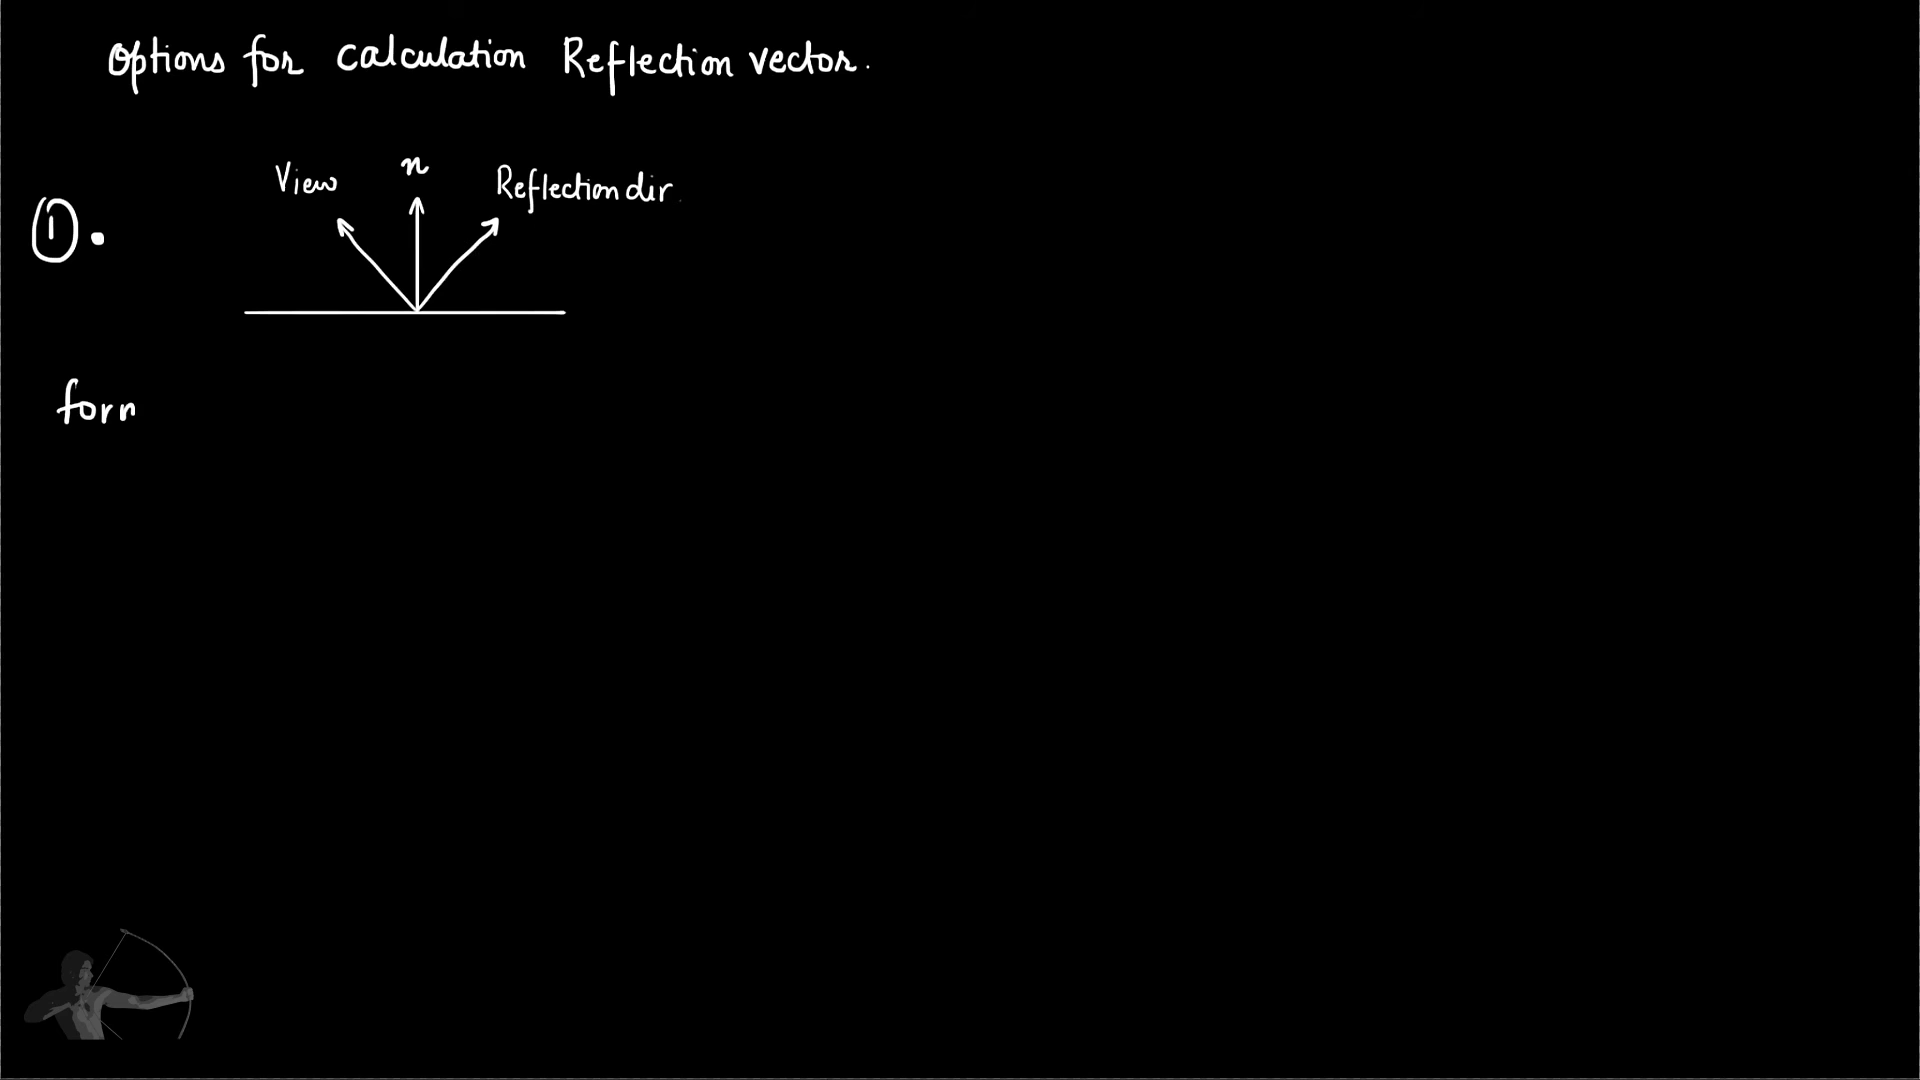 Options for calculation Reflection vector.
View n Reflection dir.
①.
forn